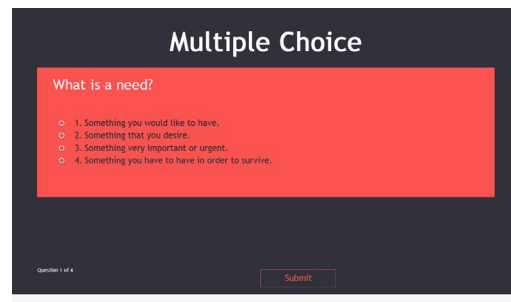 Multiple Choice
What is a need?
1. Something you would like to have.
2. Something that you desire.
3. Something very important or urgent.
4. Something you have to have in order to survive.
Question 1 of 4
Submit